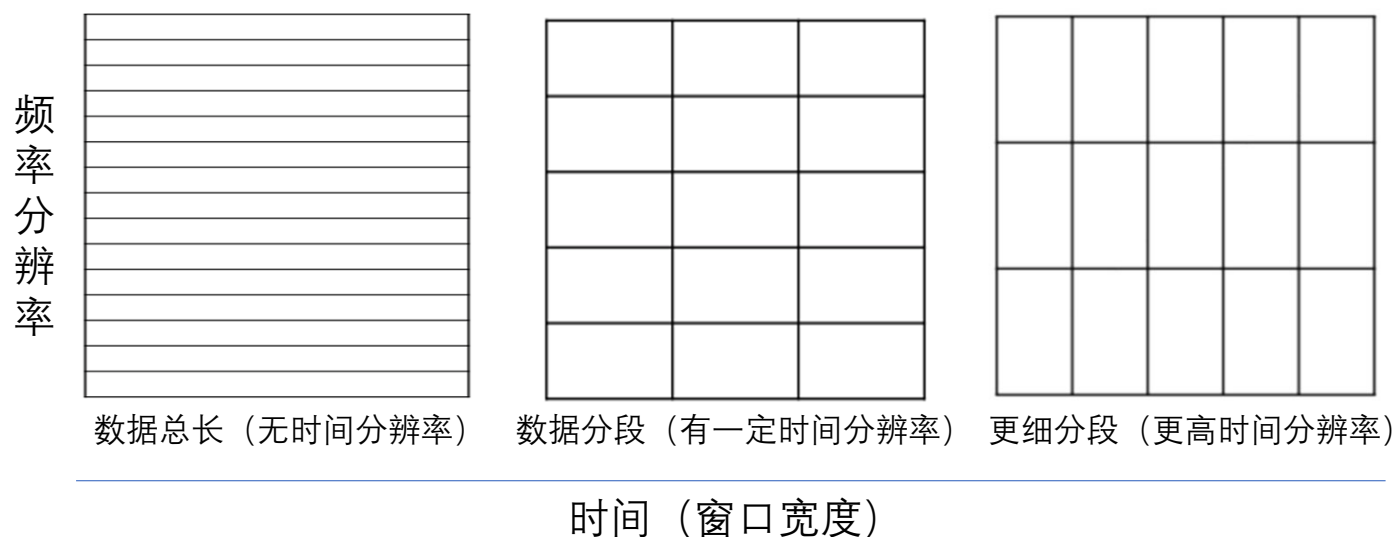 频率分辨率
数据总长（无时间分辨率）
数据分段（有一定时间分辨率）
更细分段（更高时间分辨率）
时间（窗口宽度）